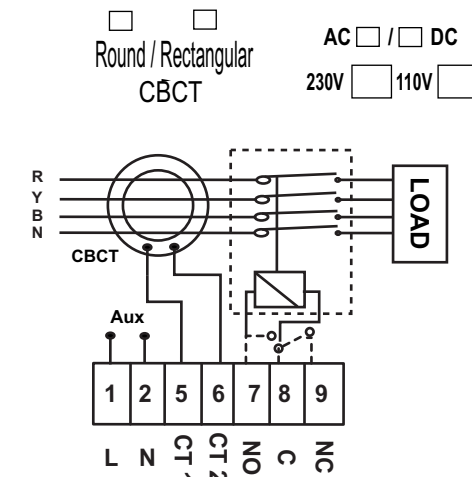 Round / Rectangular
CBCT
AC / DC
230V 110V
R
Y
B
N
CBCT
LOAD
Aux
1 2 5 6 7 8 9
L N CT CT 2 NO C NC